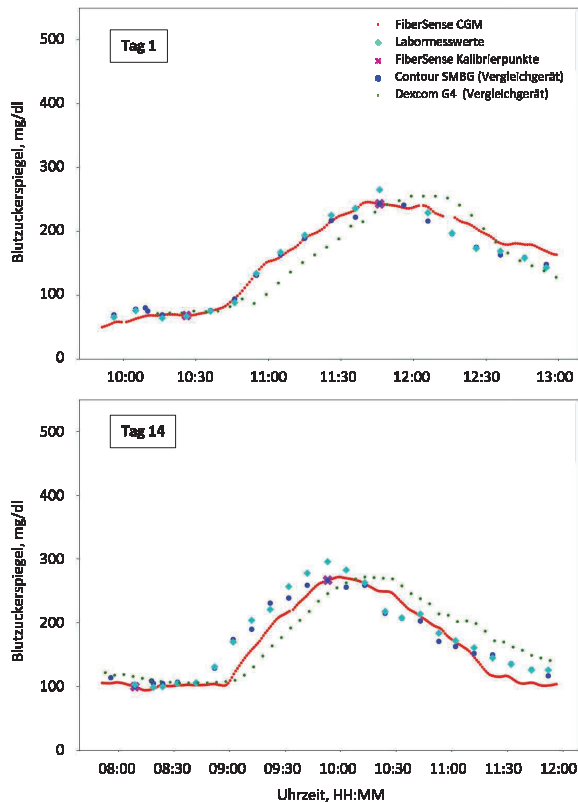 Tag 1
FiberSense CGM
Labormesswerte
FiberSense Kalibrierpunkte
Contour SMBG (Vergleichgerät)
Dexcom G4 (Vergleichgerät)
Blutzuckerspiegel, mg/dl
500
400
300
200
100
0
10:00 10:30 11:00 11:30 12:00 12:30 13:00
Tag 14
Blutzuckerspiegel, mg/dl
500
400
300
200
100
0
08:00 08:30 09:00 09:30 10:00 10:30 11:00 11:30 12:00
Uhrzeit, HH:MM